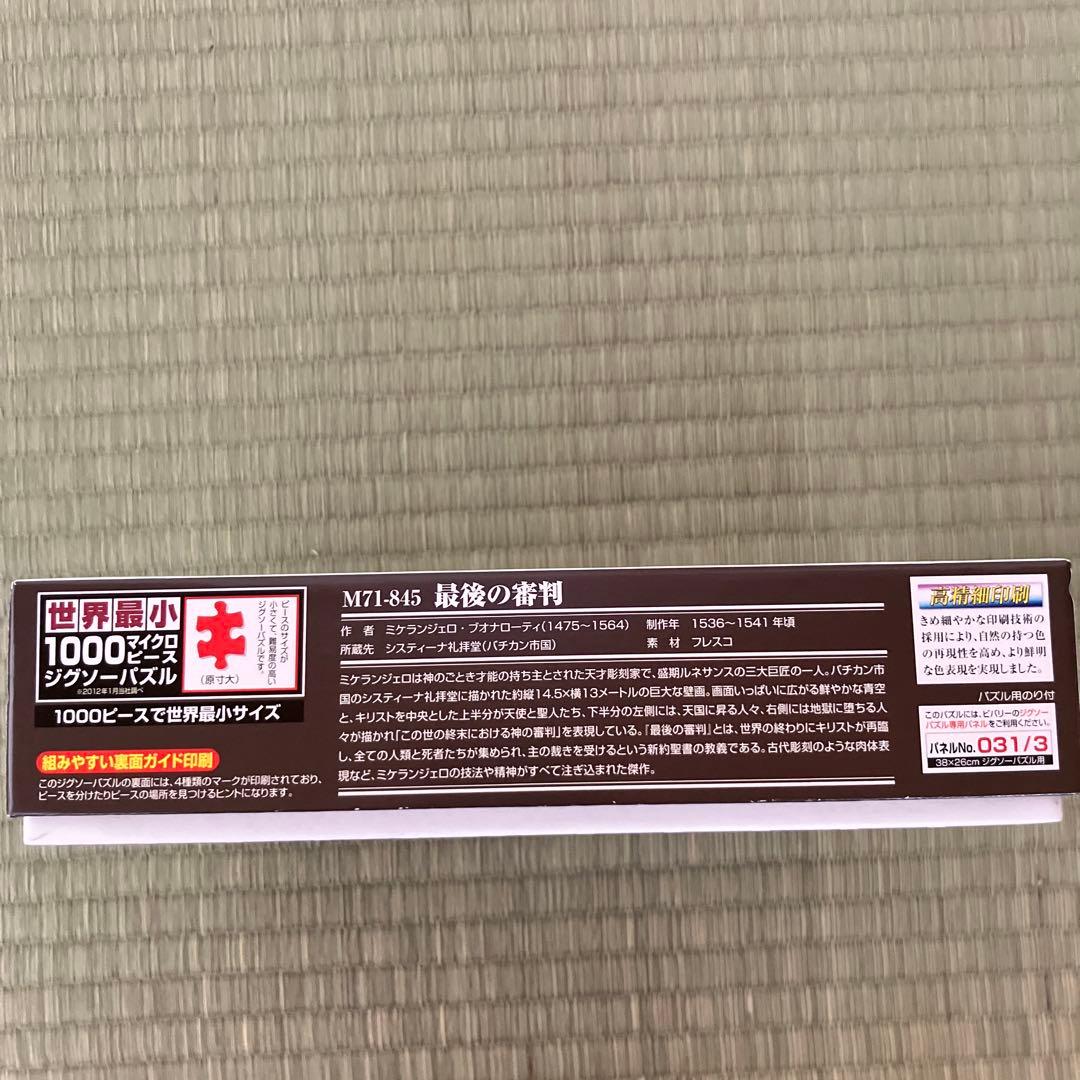 世界最小
1000マイクロ
ピース
ジグソーパズル
※2012年1月当社調べ
ピースのサイズが
小さくて、難易度の高い
ジグソーパズルです。
(原寸大)
1000ピースで世界最小サイズ
組みやすい裏面ガイド印刷
このジグソーパズルの裏面には、4種類のマークが印刷されており、
ピースを分けたりピースの場所を見つけるヒントになります。
M71-845 最後の審判
作 者 ミケランジェロ・ブオナローティ(1475〜1564) 制作年 1536〜1541年頃
所蔵先 システィーナ礼拝堂(バチカン市国) 素 材 フレスコ
ミケランジェロは神のごとき才能の持ち主とされた天才彫刻家で、盛期ルネサンスの三大巨匠の一人。バチカン市
国のシスティーナ礼拝堂に描かれた約縦14.5×横13メートルの巨大な壁画。画面いっぱいに広がる鮮やかな青空
と、キリストを中央とした上半分が天使と聖人たち、下半分の左側には、天国に昇る人々、右側には地獄に堕ちる人
々が描かれ「この世の終末における神の審判」を表現している。「最後の審判」とは、世界の終わりにキリストが再臨
し、全ての人類と死者たちが集められ、主の裁きを受けるという新約聖書の教義である。古代彫刻のような肉体表
現など、ミケランジェロの技法や精神がすべて注ぎ込まれた傑作。
高精細印刷
きめ細やかな印刷技術の
採用により、自然の持つ色
の再現性を高め、より鮮明
な色表現を実現しました。
パズル用のり付
このパズルには、ビバリーのジグソー
パズル専用パネルをご利用ください。
パネルNo. 031/3
38×26cm ジグソーパズル用